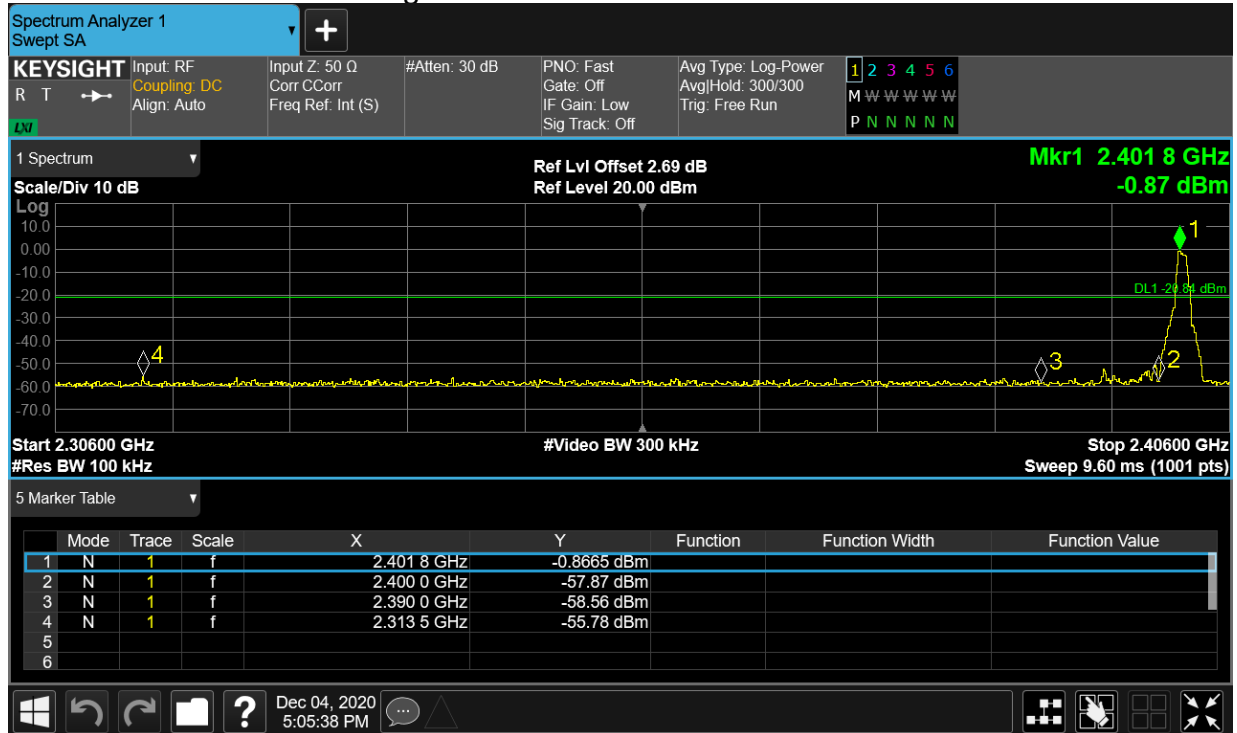 Spectrum Analyzer 1
Swept SA
+
KEYSIGHT Input: RF Input Z: 50 Ω #Atten: 30 dB PNO: Fast Avg Type: Log-Power 1 2 3 4 5 6
R T Coupling: DC Corr CCorr Gate: Off Avg|Hold: 300/300 M W W W W W
Align: Auto Freq Ref: Int (S) IF Gain: Low Trig: Free Run
LXI Sig Track: Off P N N N N N
1 Spectrum Ref Lvl Offset 2.69 dB Mkr1 2.401 8 GHz
Scale/Div 10 dB Ref Level 20.00 dBm -0.87 dBm
Log
10.0 1
0.00
-10.0
-20.0 DL1 -20.84 dBm
-30.0
-40.0
-50.0 4 3 2
-60.0
-70.0
Start 2.30600 GHz #Video BW 300 kHz Stop 2.40600 GHz
#Res BW 100 kHz Sweep 9.60 ms (1001 pts)
5 Marker Table
Mode Trace Scale X Y Function Function Width Function Value
1 N 1 f 2.401 8 GHz -0.8665 dBm
2 N 1 f 2.400 0 GHz -57.87 dBm
3 N 1 f 2.390 0 GHz -58.56 dBm
4 N 1 f 2.313 5 GHz -55.78 dBm
5
6
? Dec 04, 2020
5:05:38 PM